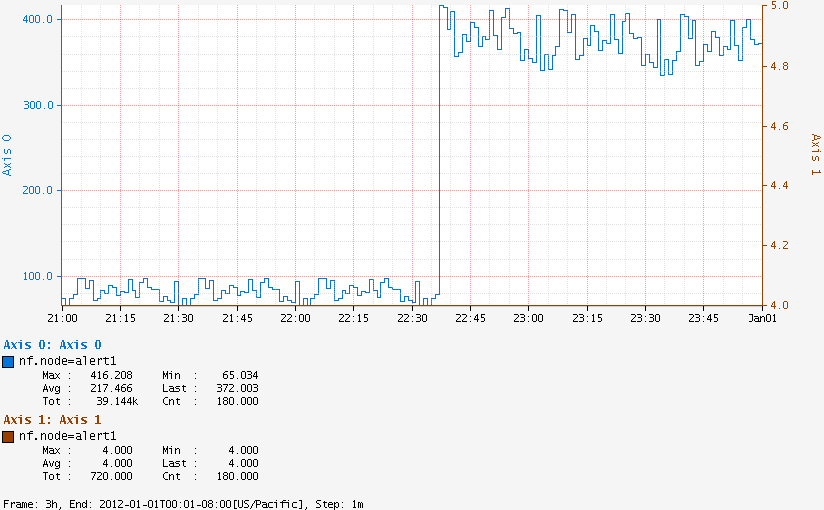 400.0
300.0
200.0
100.0
Axis 0
5.0
4.8
4.6
4.4
4.2
4.0
Axis 1
21:00 21:15 21:30 21:45 22:00 22:15 22:30 22:45 23:00 23:15 23:30 23:45 Jan01
Axis 0: Axis 0
nf.node=alert1
Max : 416.208 Min : 65.034
Avg : 217.466 Last : 372.003
Tot : 39.144k Cnt : 180.000
Axis 1: Axis 1
nf.node=alert1
Max : 4.000 Min : 4.000
Avg : 4.000 Last : 4.000
Tot : 720.000 Cnt : 180.000
Frame: 3h, End: 2012-01-01T00:01-08:00[US/Pacific], Step: 1m